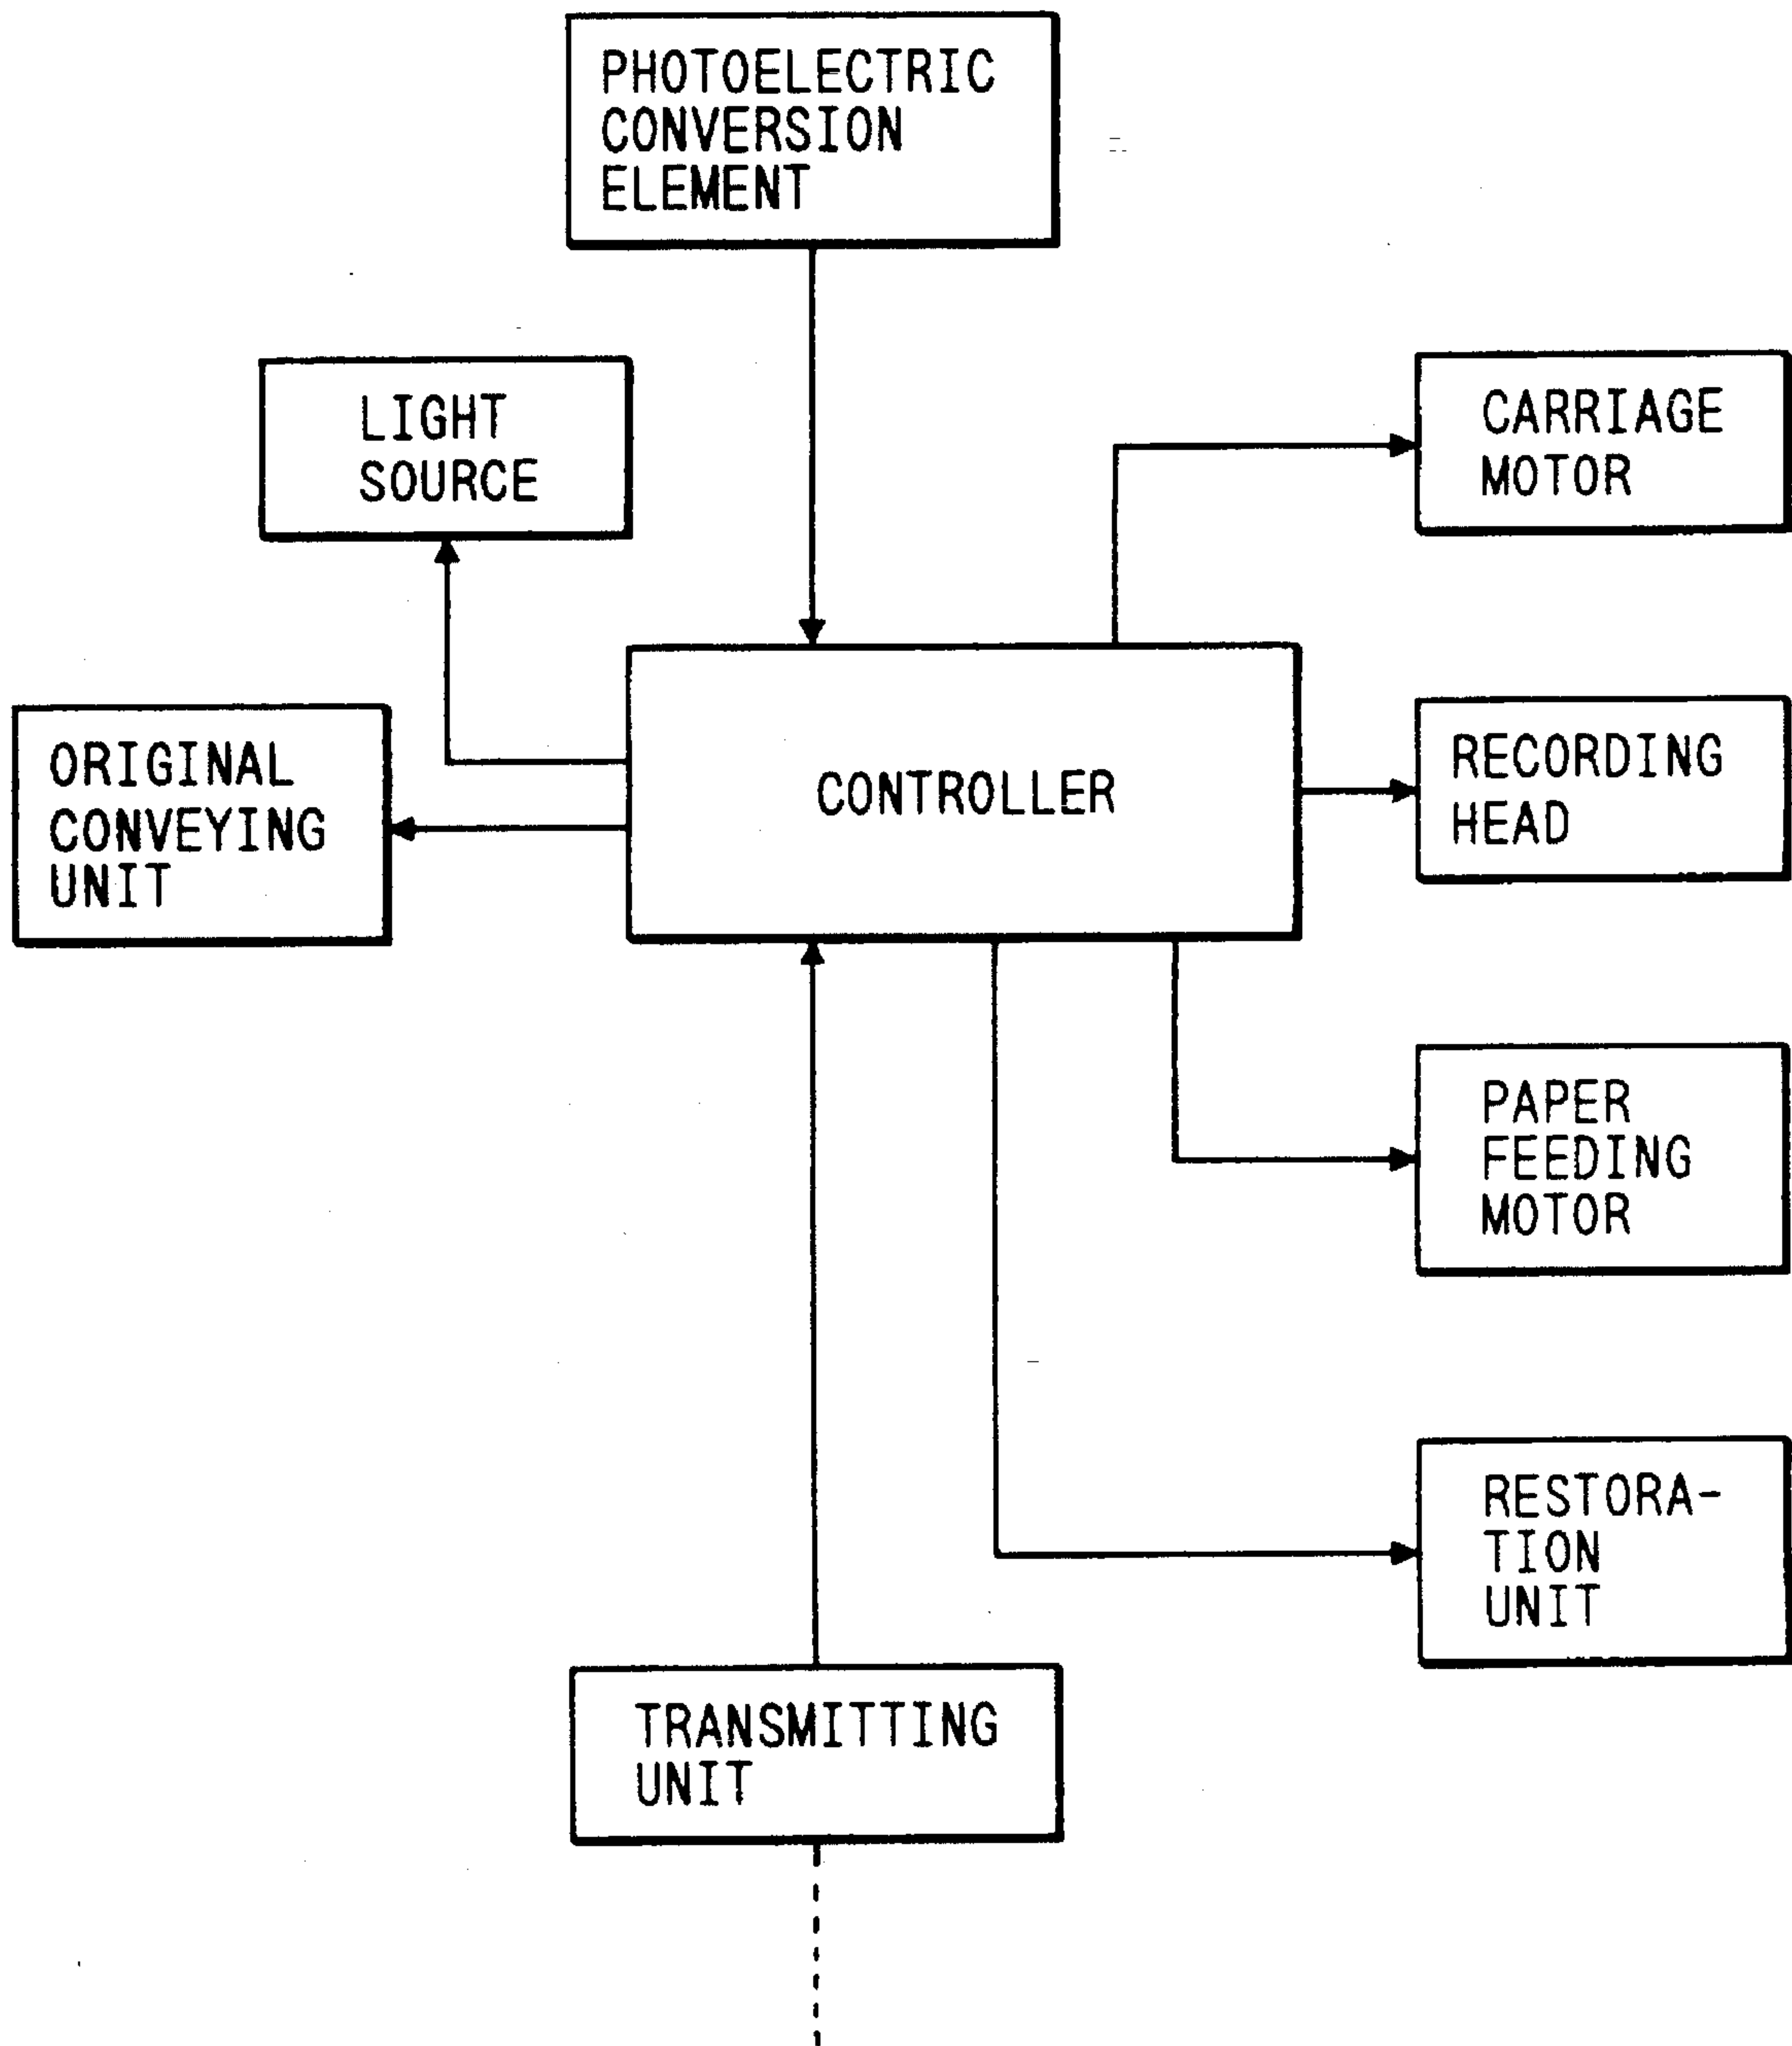 PHOTOELECTRIC
CONVERSION
ELEMENT
LIGHT
SOURCE
CARRIAGE
MOTOR
ORIGINAL
CONVEYING
UNIT
CONTROLLER
RECORDING
HEAD
PAPER
FEEDING
MOTOR
RESTORA-
TION
UNIT
TRANSMITTING
UNIT